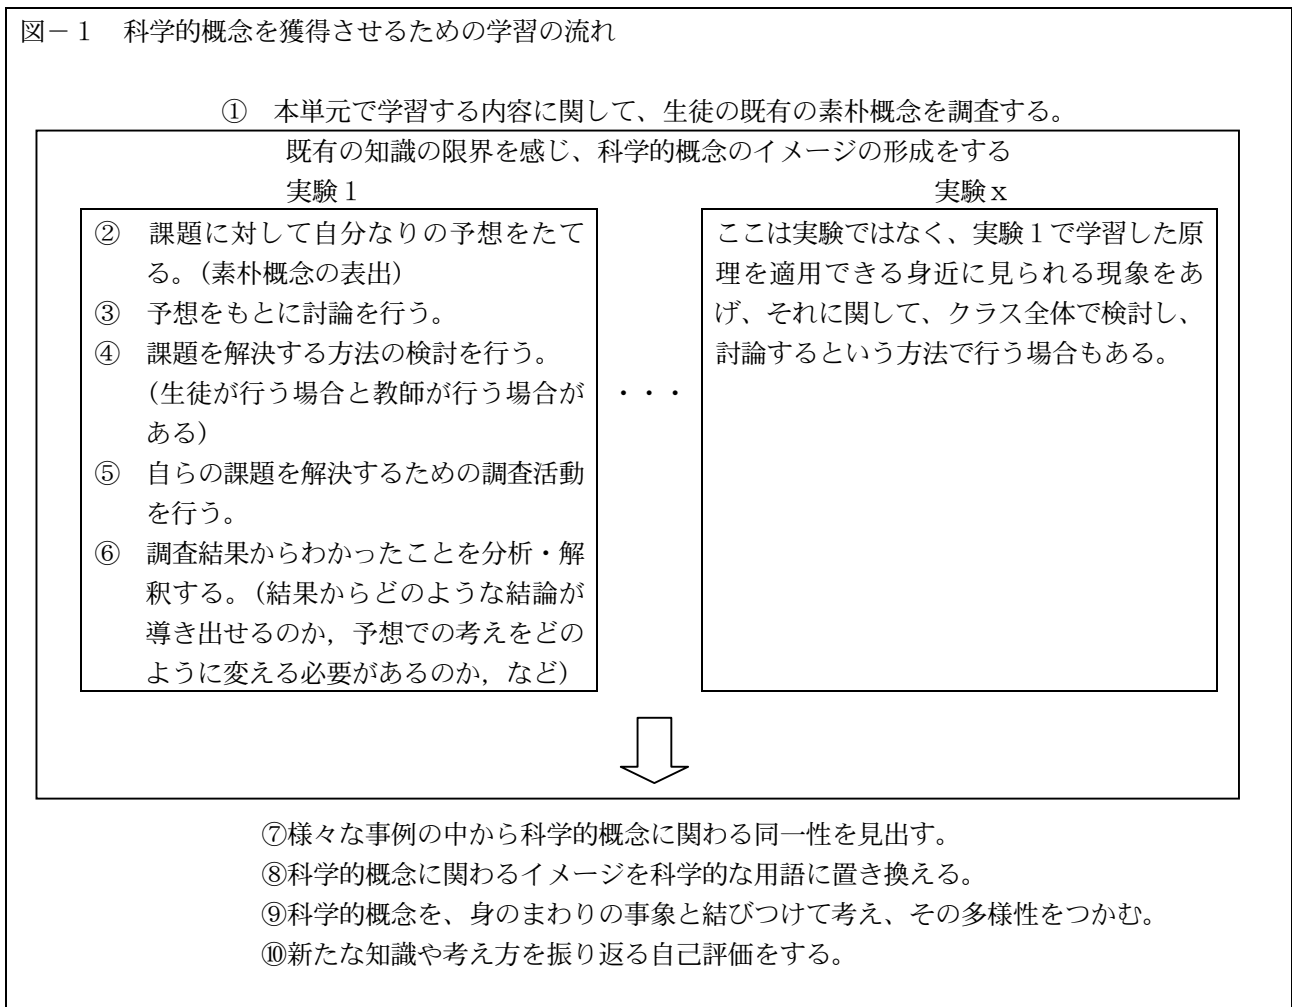 図－１　科学的概念を獲得させるための学習の流れ
①　本単元で学習する内容に関して、生徒の既有の素朴概念を調査する。
既有の知識の限界を感じ、科学的概念のイメージの形成をする
実験１
②　課題に対して自分なりの予想をたて
る。（素朴概念の表出）
③　予想をもとに討論を行う。
④　課題を解決する方法の検討を行う。
（生徒が行う場合と教師が行う場合が
ある）
⑤　自らの課題を解決するための調査活動
を行う。
⑥　調査結果からわかったことを分析・解
釈する。（結果からどのような結論が
導き出せるのか，予想での考えをどの
ように変える必要があるのか，など）
・・・
実験ｘ
ここは実験ではなく、実験１で学習した原
理を適用できる身近に見られる現象をあ
げ、それに関して、クラス全体で検討し、
討論するという方法で行う場合もある。
⑦様々な事例の中から科学的概念に関わる同一性を見出す。
⑧科学的概念に関わるイメージを科学的な用語に置き換える。
⑨科学的概念を、身のまわりの事象と結びつけて考え、その多様性をつかむ。
⑩新たな知識や考え方を振り返る自己評価をする。